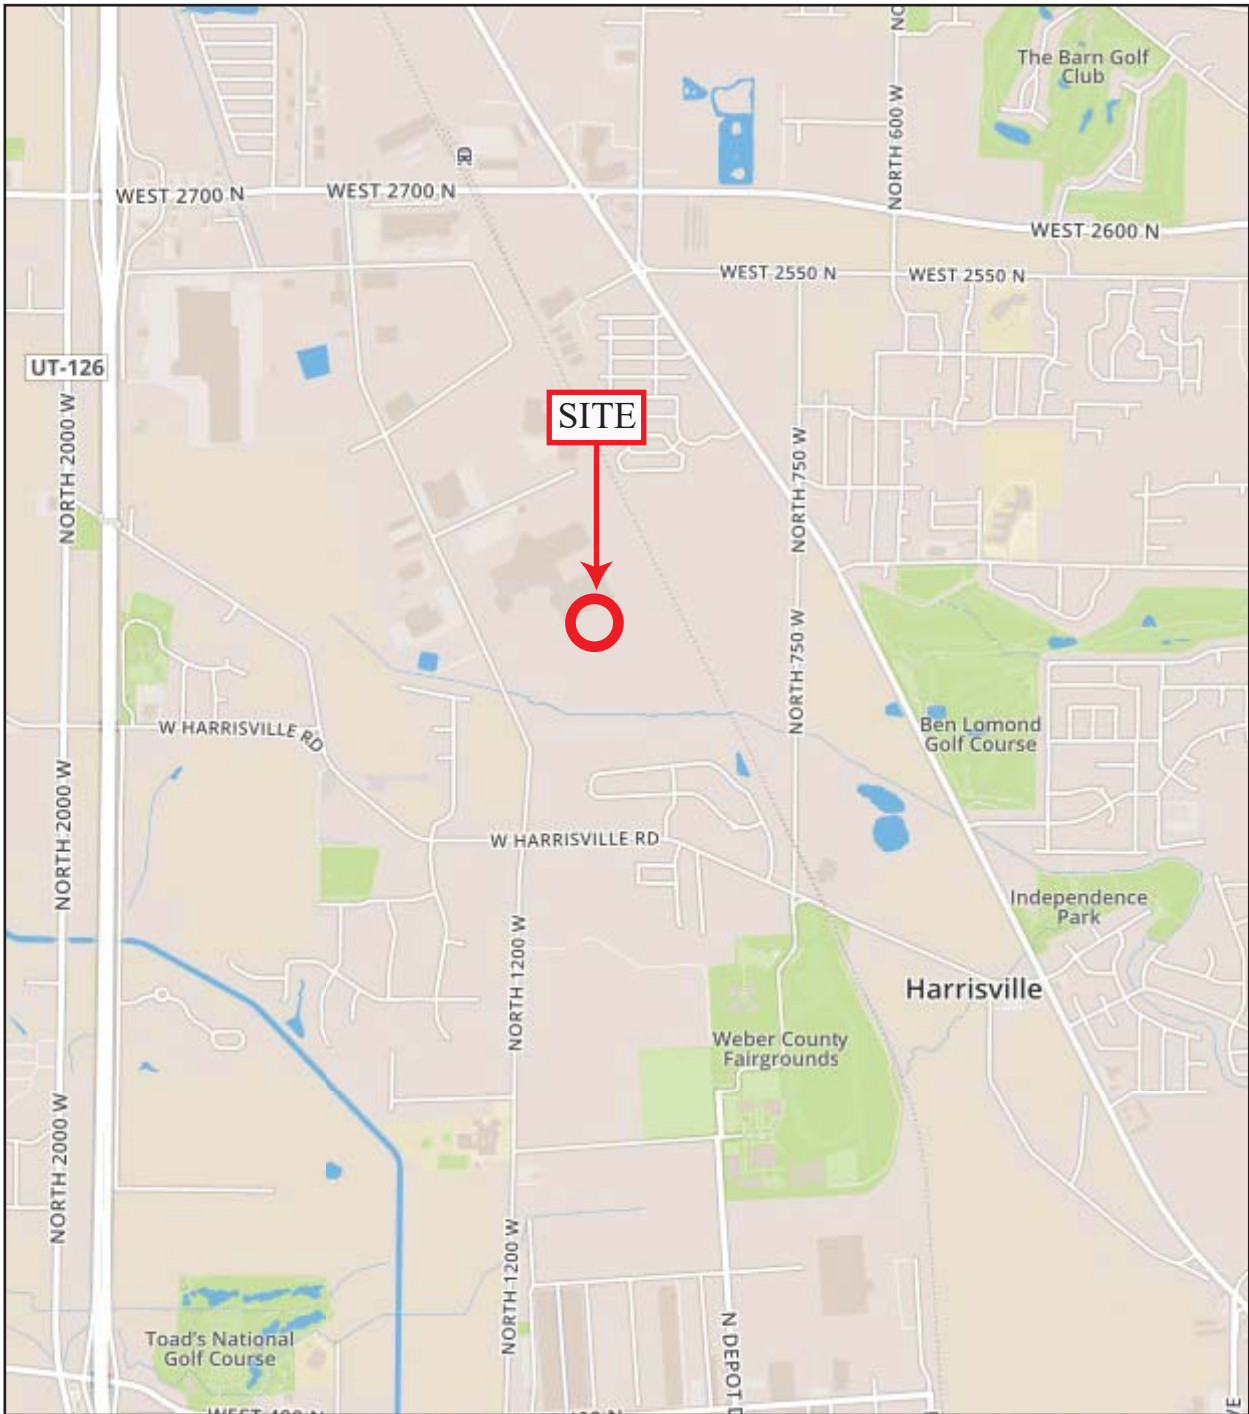 NO
The Barn Golf
Club
NORTH 600 W
WEST 2700 N
WEST 2700 N
WEST 2600 N
WEST 2550 N
WEST 2550 N
UT-126
SITE
NORTH 2000 W
NORTH 750 W
NORTH 750 W
W HARRISVILLE RD
Ben Lomond
Golf Course
NORTH 2000 W
W HARRISVILLE RD
Independence
Park
NORTH 1200 W
Harrisville
Weber County
Fairgrounds
NORTH 2000 W
NORTH 1200 W
Toad's National
Golf Course
N DEPOT D